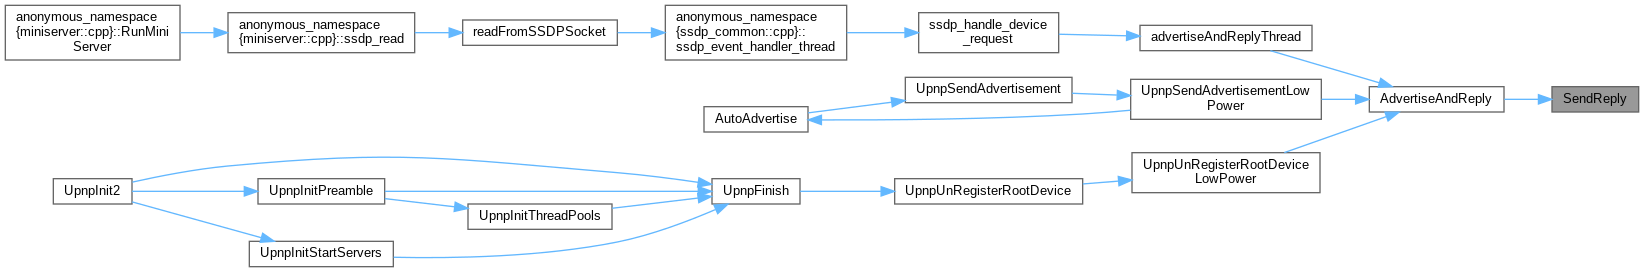 anonymous_namespace
{miniserver::cpp}::RunMini
Server
anonymous_namespace
{miniserver::cpp}::ssdp_read
readFromSSDPSocket
anonymous_namespace
{ssdp_common::cpp}::
ssdp_event_handler_thread
ssdp_handle_device
_request
advertiseAndReplyThread
UpnpSendAdvertisement
UpnpSendAdvertisementLow
Power
AdvertiseAndReply
SendReply
AutoAdvertise
UpnpUnRegisterRootDevice
LowPower
UpnpInit2
UpnpInitPreamble
UpnpFinish
UpnpUnRegisterRootDevice
UpnpInitThreadPools
UpnpInitStartServers